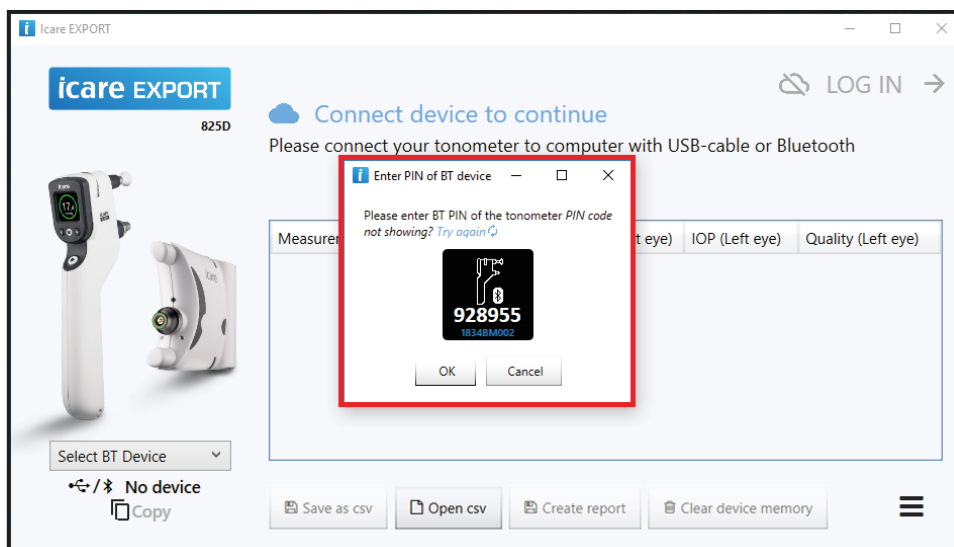 Icare EXPORT
icare EXPORT
825D
LOG IN
Connect device to continue
Please connect your tonometer to computer with USB-cable or Bluetooth
Enter PIN of BT device
Please enter BT PIN of the tonometer PIN code
not showing? Try again
928955
1834BM002
OK Cancel
Measurer t eye) IOP (Left eye) Quality (Left eye)
Select BT Device
/ No device
Copy
Save as csv Open csv Create report Clear device memory